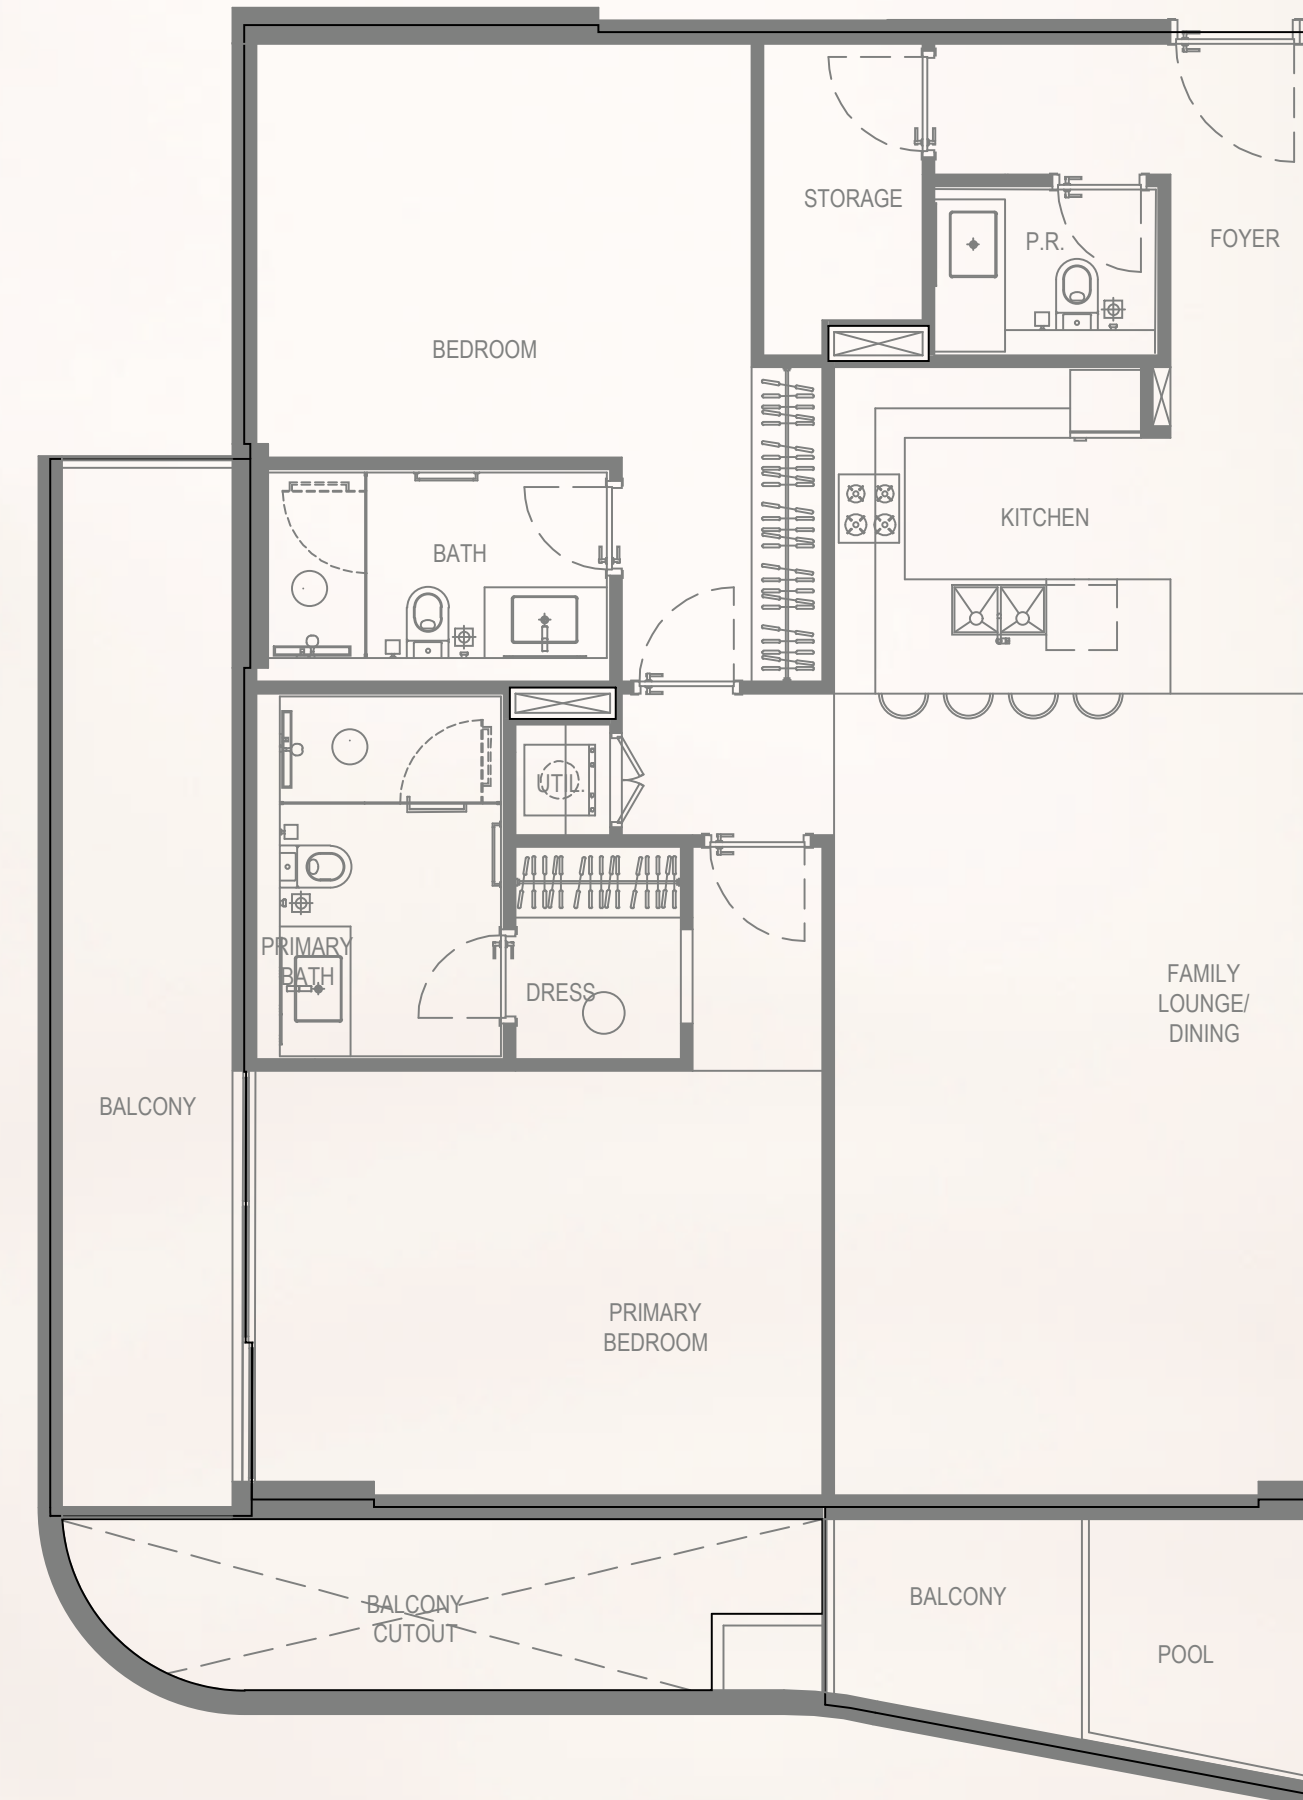 STORAGE
P.R.
FOYER
BEDROOM
KITCHEN
BATH
UTIL.
PRIMARY
BATH
DRESS
FAMILY
LOUNGE/
DINING
BALCONY
PRIMARY
BEDROOM
BALCONY
CUTOUT
BALCONY
POOL